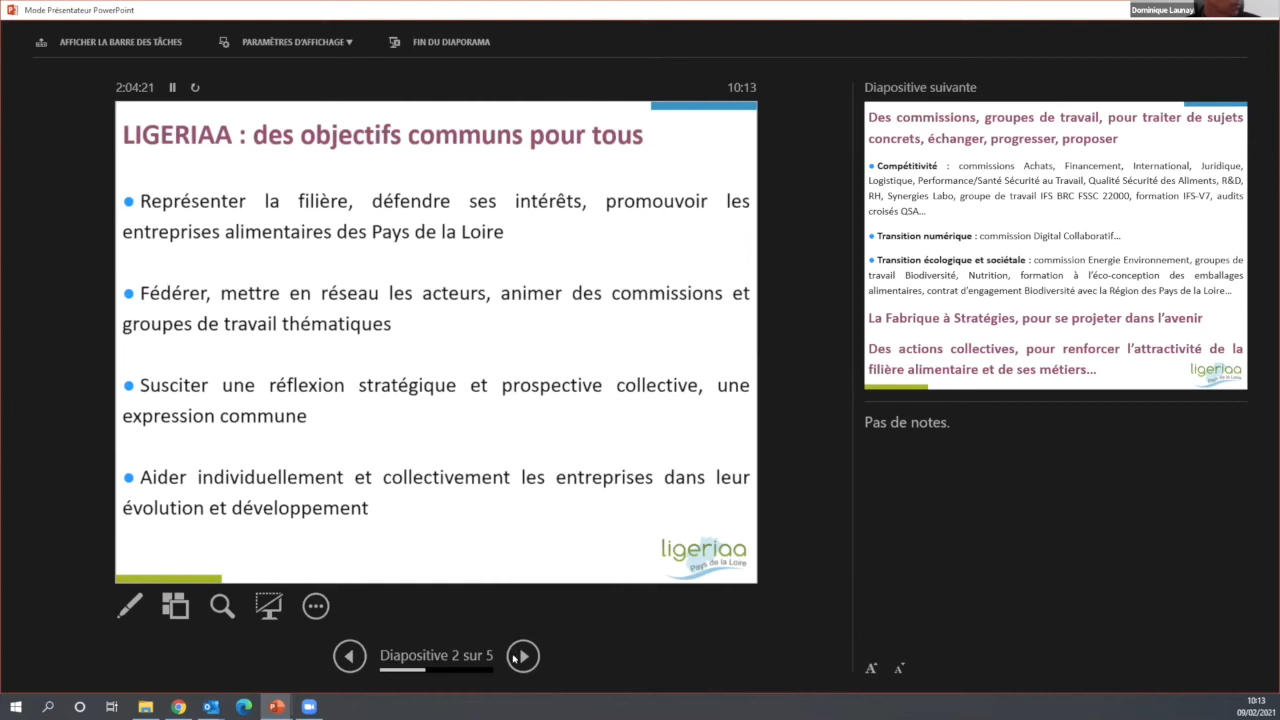 Mode Présentateur PowerPoint
Dominique Launay
AFFICHER LA BARRE DES TÂCHES
PARAMÈTRES D'AFFICHAGE ▼
FIN DU DIAPORAMA
2:04:21
10:13
LIGERIAA : des objectifs communs pour tous
● Représenter la filière, défendre ses intérêts, promouvoir les
entreprises alimentaires des Pays de la Loire
● Fédérer, mettre en réseau les acteurs, animer des commissions et
groupes de travail thématiques
● Susciter une réflexion stratégique et prospective collective, une
expression commune
● Aider individuellement et collectivement les entreprises dans leur
évolution et développement
ligeriaa
Pays de la Loire
Diapositive 2 sur 5
Diapositive suivante
Des commissions, groupes de travail, pour traiter de sujets
concrets, échanger, progresser, proposer
● Compétitivité : commissions Achats, Financement, International, Juridique,
Logistique, Performance/Santé Sécurité au Travail, Qualité Sécurité des Aliments, R&D,
RH, Synergies Labo, groupe de travail IFS BRC FSSC 22000, formation IFS-V7, audits
croisés QSA…
● Transition numérique : commission Digital Collaboratif…
● Transition écologique et sociétale : commission Energie Environnement, groupes de
travail Biodiversité, Nutrition, formation à l'éco-conception des emballages
alimentaires, contrat d'engagement Biodiversité avec la Région des Pays de la Loire…
La Fabrique à Stratégies, pour se projeter dans l'avenir
Des actions collectives, pour renforcer l'attractivité de la
filière alimentaire et de ses métiers…
ligeriaa
Pays de la Loire
Pas de notes.
A A
10:13
09/02/2021